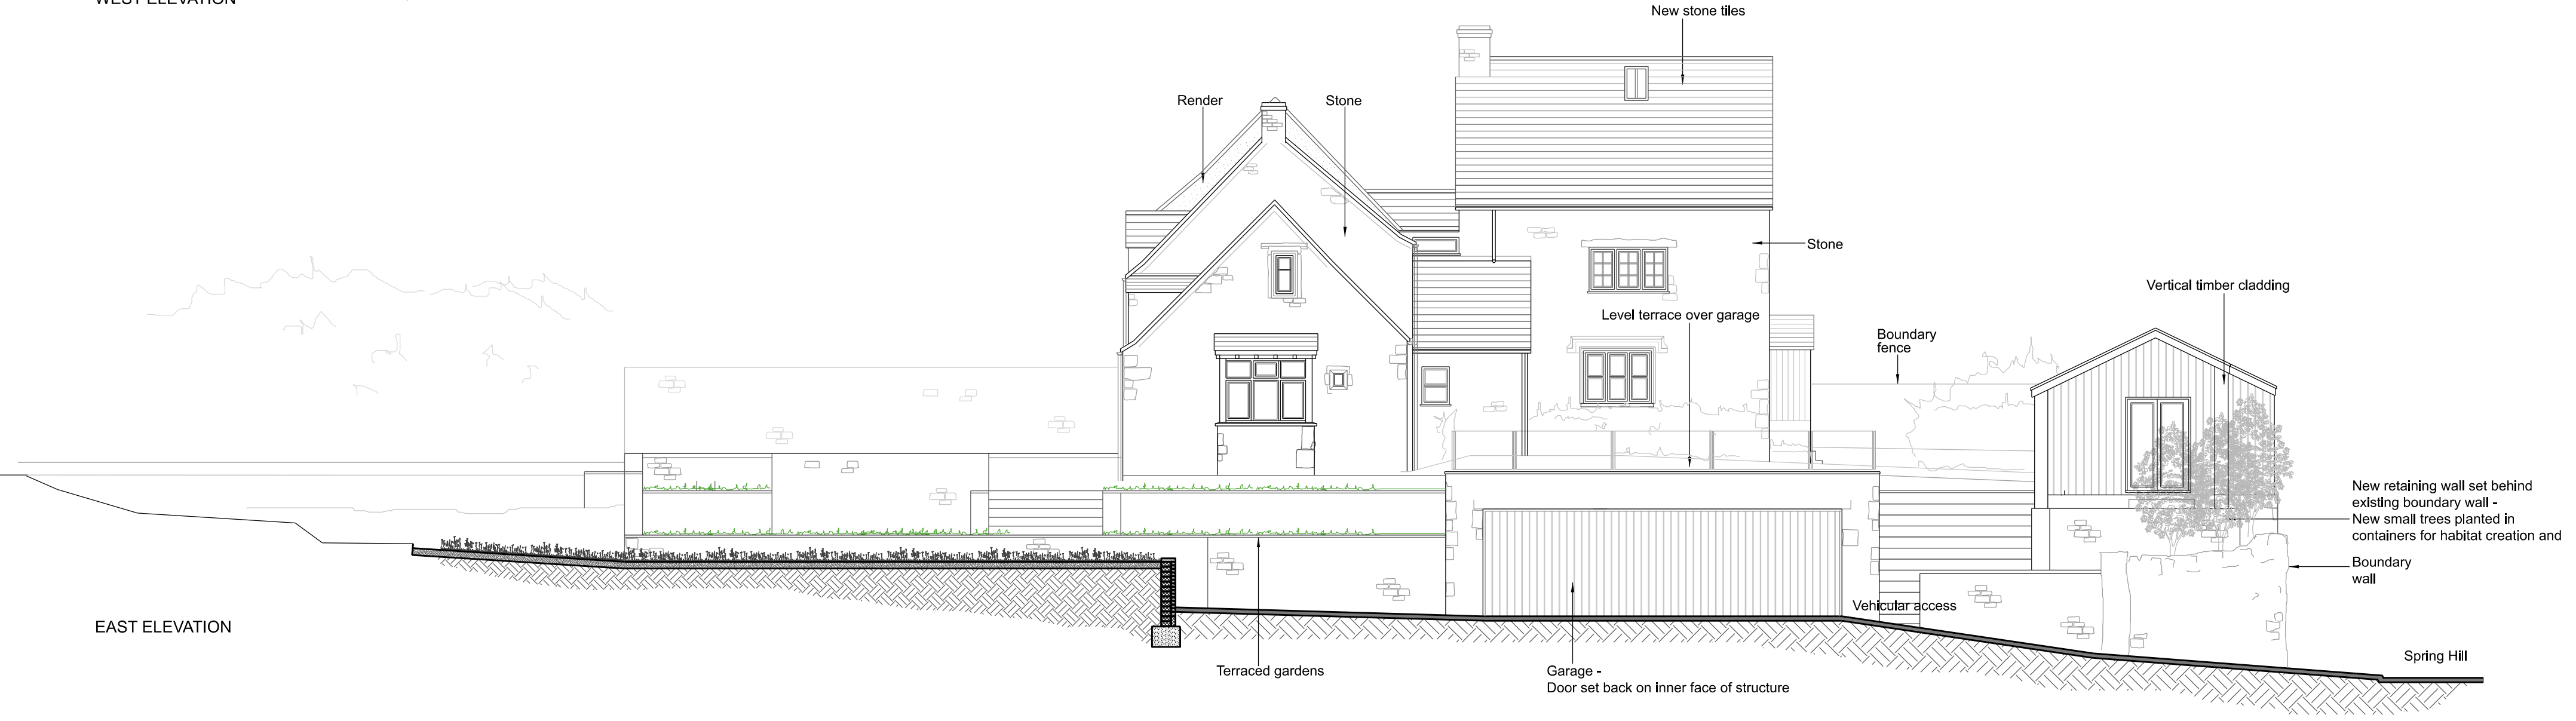 WEST ELEVATION
New stone tiles
Render
Stone
Stone
Vertical timber cladding
Level terrace over garage
Boundary
fence
New retaining wall set behind
existing boundary wall -
New small trees planted in
containers for habitat creation and
Boundary
wall
Vehicular access
EAST ELEVATION
Spring Hill
Terraced gardens
Garage -
Door set back on inner face of structure